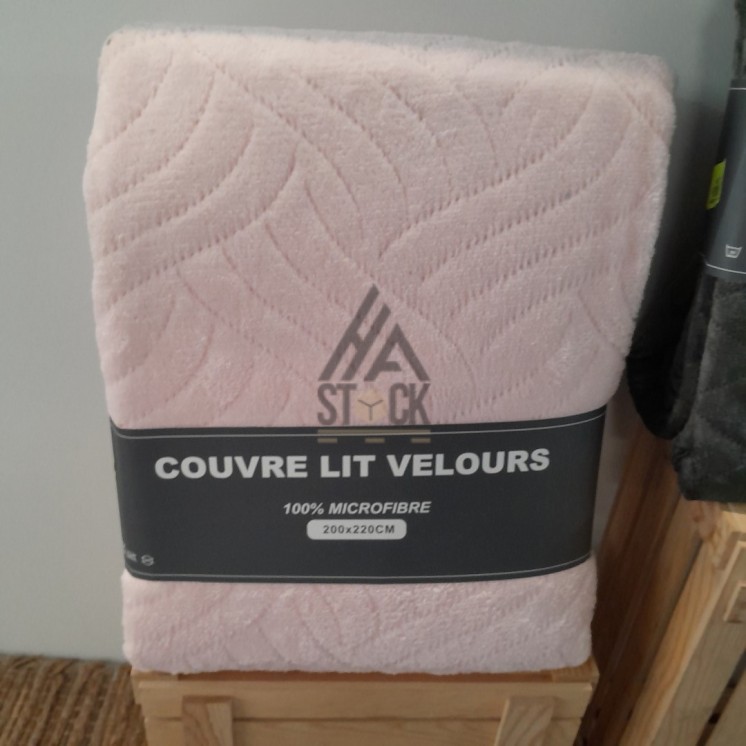 HA
STOCK
COUVRE LIT VELOURS
100% MICROFIBRE
200x220CM